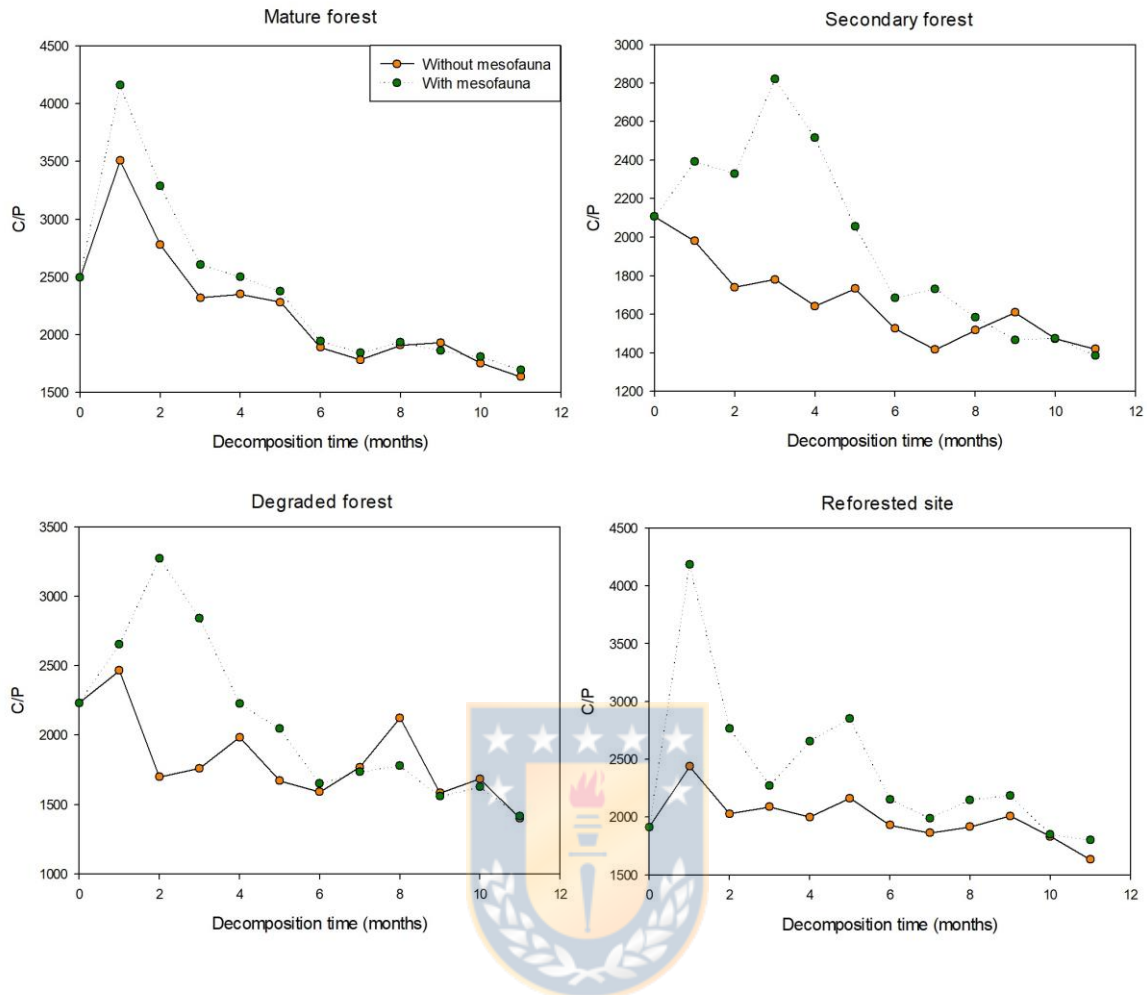 Mature forest
4500
4000
3500
3000
2500
2000
1500
C/P
0 2 4 6 8 10 12
Decomposition time (months)
Without mesofauna
With mesofauna
Secondary forest
3000
2800
2600
2400
2200
2000
1800
1600
1400
1200
C/P
0 2 4 6 8 10 12
Decomposition time (months)
Degraded forest
3500
3000
2500
2000
1500
1000
C/P
0 2 4 6 8 10 12
Decomposition time (months)
Reforested site
4500
4000
3500
3000
2500
2000
1500
C/P
0 2 4 6 8 10 12
Decomposition time (months)